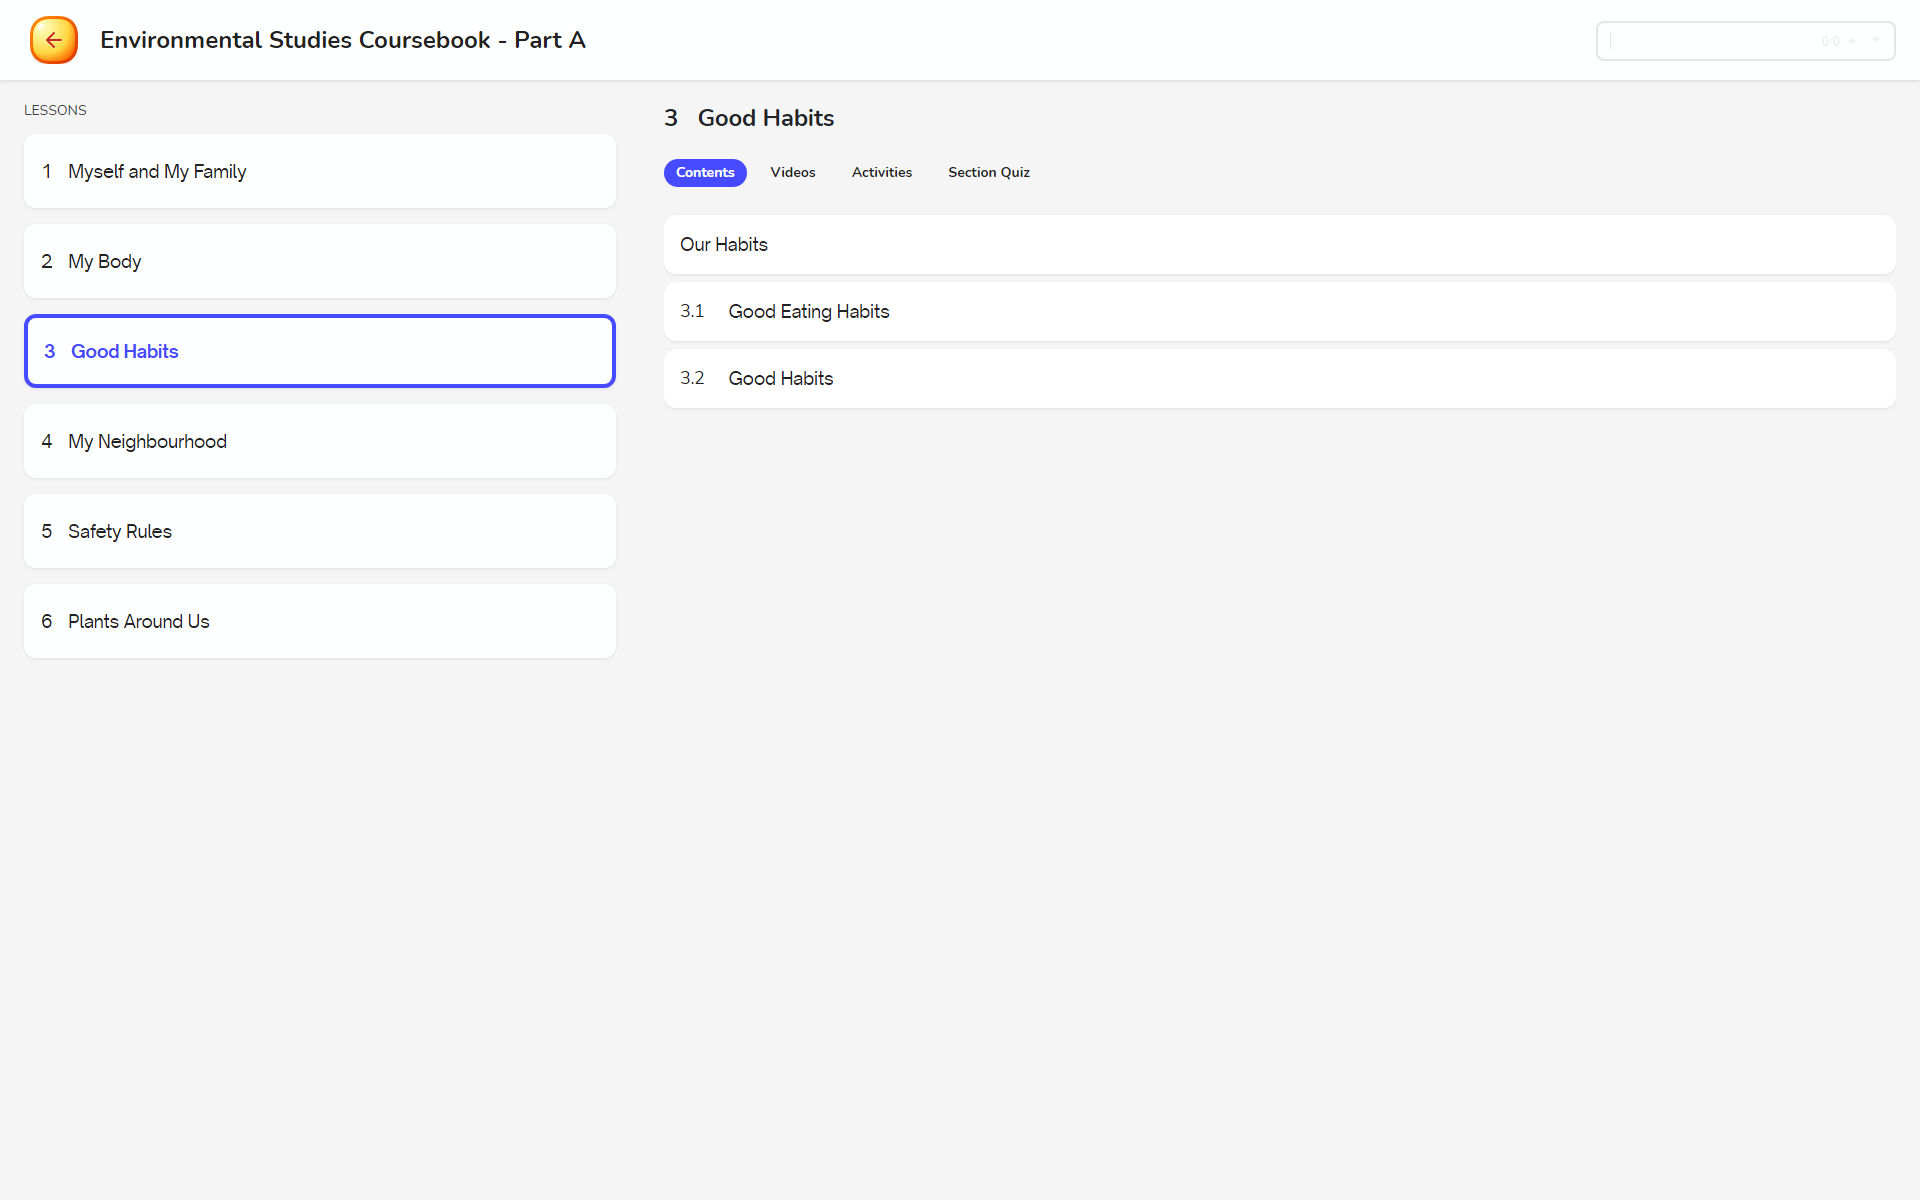 Environmental Studies Coursebook - Part A
0/0
LESSONS
1 Myself and My Family
2 My Body
3 Good Habits
4 My Neighbourhood
5 Safety Rules
6 Plants Around Us
3 Good Habits
Contents Videos Activities Section Quiz
Our Habits
3.1 Good Eating Habits
3.2 Good Habits